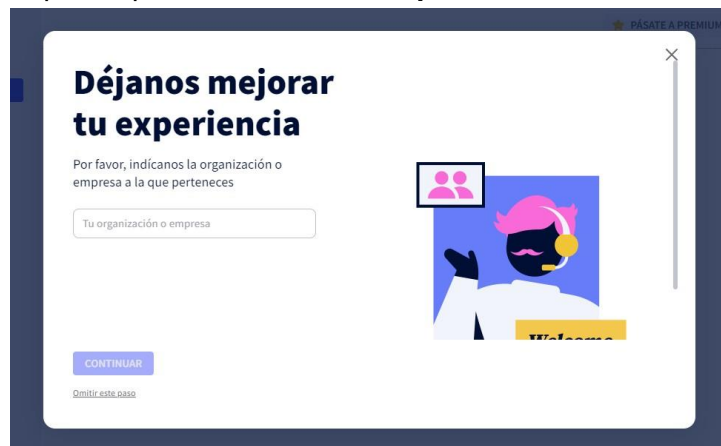 PÁSATE A PREMIUM
Déjanos mejorar
tu experiencia
Por favor, indícanos la organización o
empresa a la que perteneces
Tu organización o empresa
Welcome
CONTINUAR
Omitir este paso